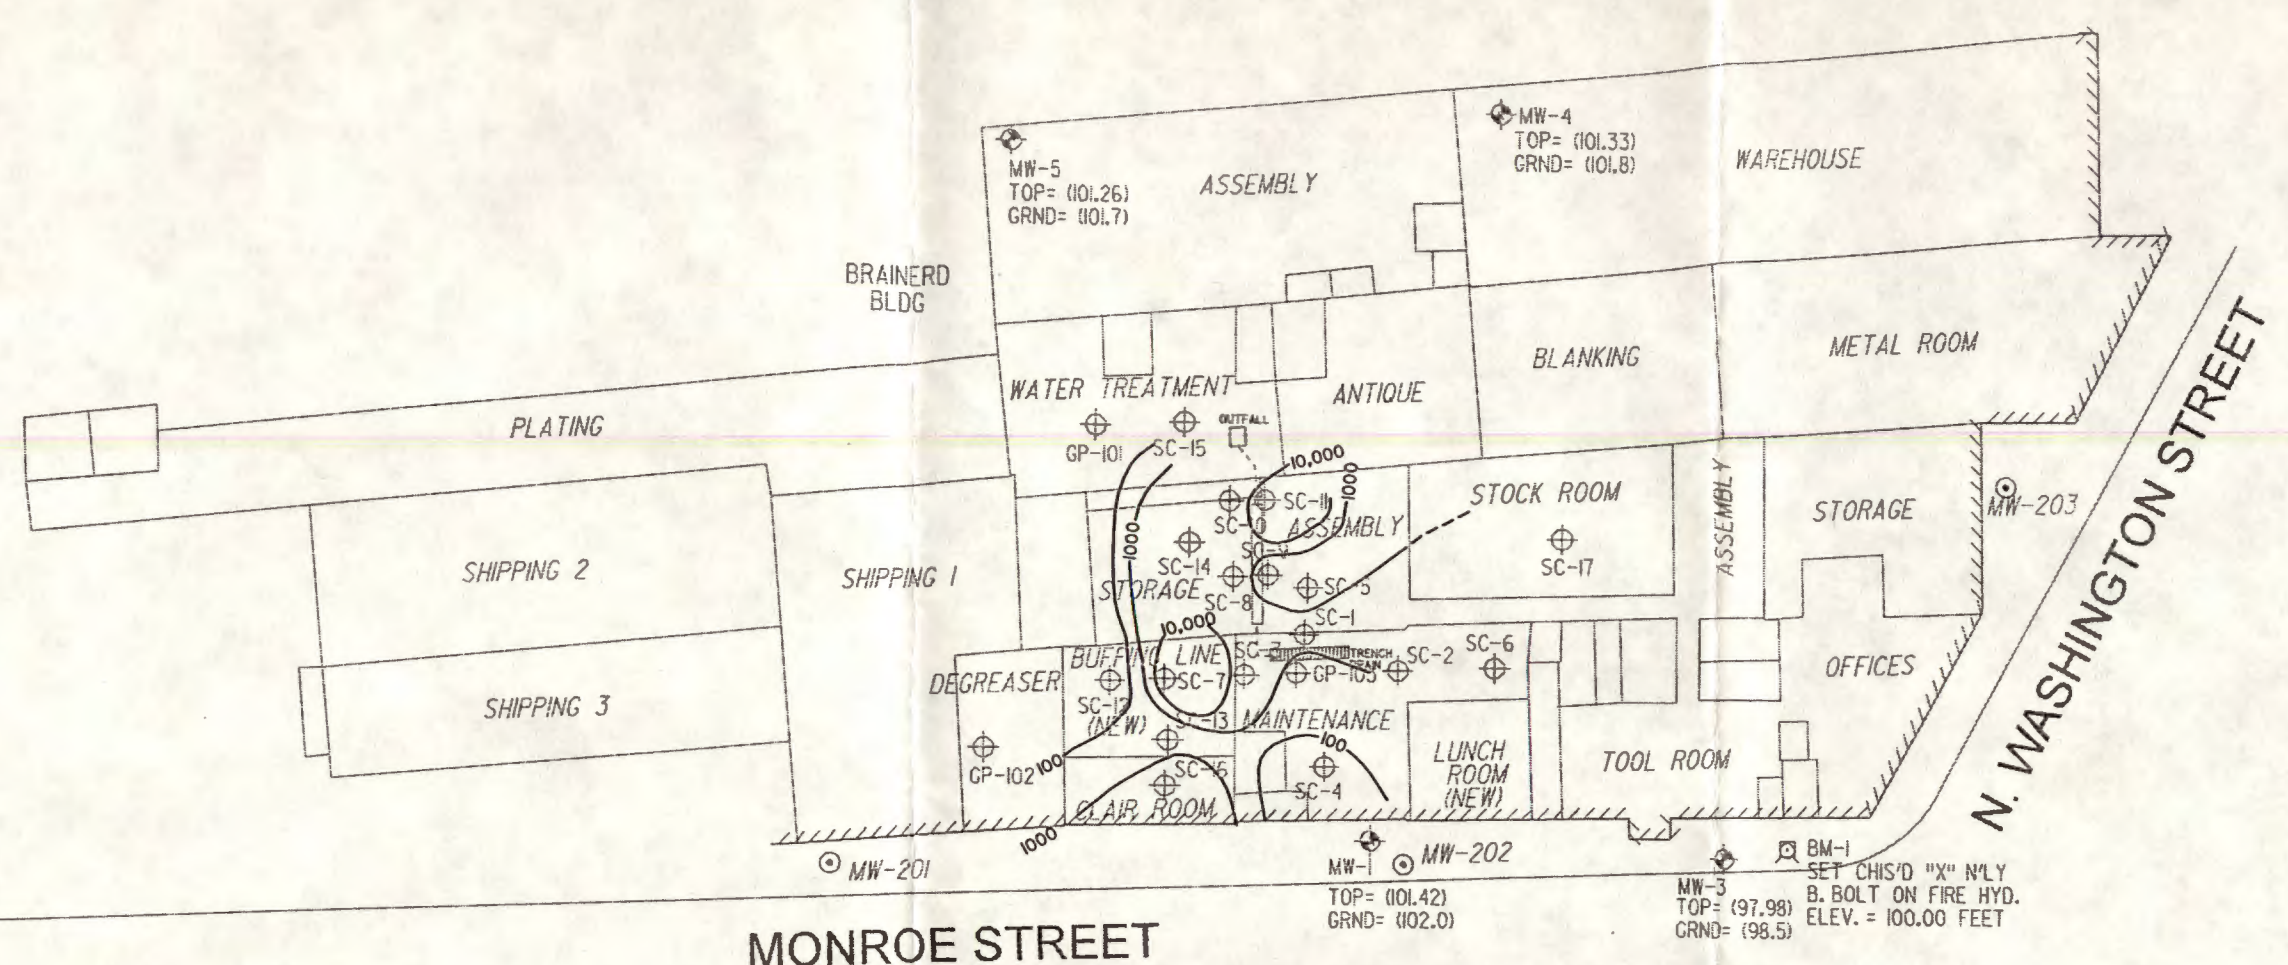 MW-4
TOP= (101.33)
GRND= (101.8)
WAREHOUSE
MW-5
TOP= (101.26)
GRND= (101.7)
ASSEMBLY
BRAINERD
BLDG
METAL ROOM
BLANKING
WATER TREATMENT
ANTIQUE
PLATING
OUTFALL
GP-101
SC-15
10,000
1000
STOCK ROOM
ASSEMBLY
STORAGE
MW-203
N. WASHINGTON STREET
SC-10
SC-11
ASSEMBLY
1000
SC-14
SC-9
SC-17
SHIPPING 2
SHIPPING 1
STORAGE
SC-8
SC-5
SC-1
10,000
BUFFING LINE
SC-3
TRENCH
DRAIN
SC-2
SC-6
OFFICES
DEGREASER
SC-7
GP-103
SHIPPING 3
SC-12
(NEW)
SC-13
MAINTENANCE
100
LUNCH
ROOM
(NEW)
TOOL ROOM
GP-102
100
SC-16
SC-4
CLAIR ROOM
1000
MW-201
MW-1
TOP= (101.42)
GRND= (102.0)
MW-202
MW-3
TOP= (97.98)
GRND= (98.5)
BM-1
SET CHIS'D "X" N'LY
B. BOLT ON FIRE HYD.
ELEV. = 100.00 FEET
MONROE STREET